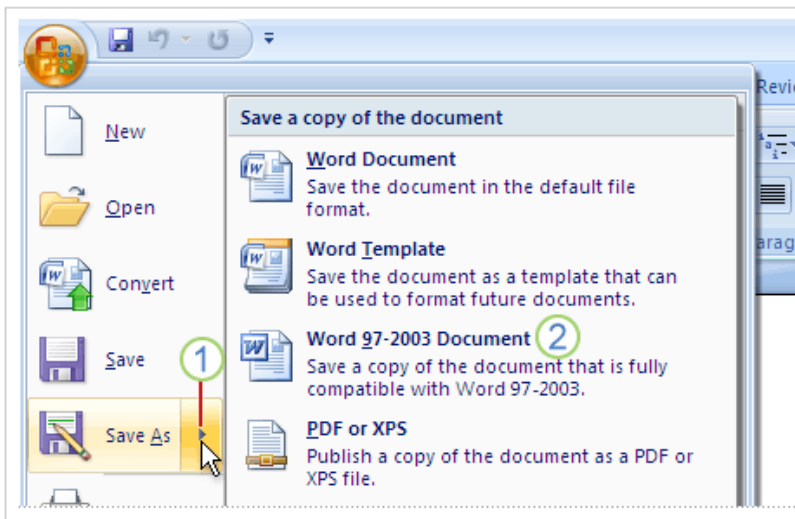 Revi
New
Open
Convert
Save
1
Save As
Save a copy of the document
Word Document
Save the document in the default file
format.
Word Template
Save the document as a template that can
be used to format future documents.
Word 97-2003 Document 2
Save a copy of the document that is fully
compatible with Word 97-2003.
PDF or XPS
Publish a copy of the document as a PDF or
XPS file.
arag